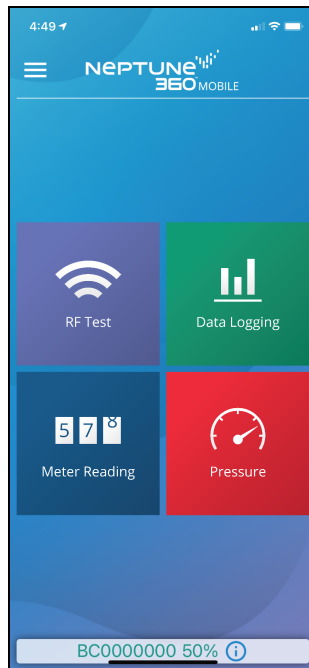 4:49
NEPTUNE
360 MOBILE
RF Test
Data Logging
5 7 8
Meter Reading
Pressure
BC0000000 50%